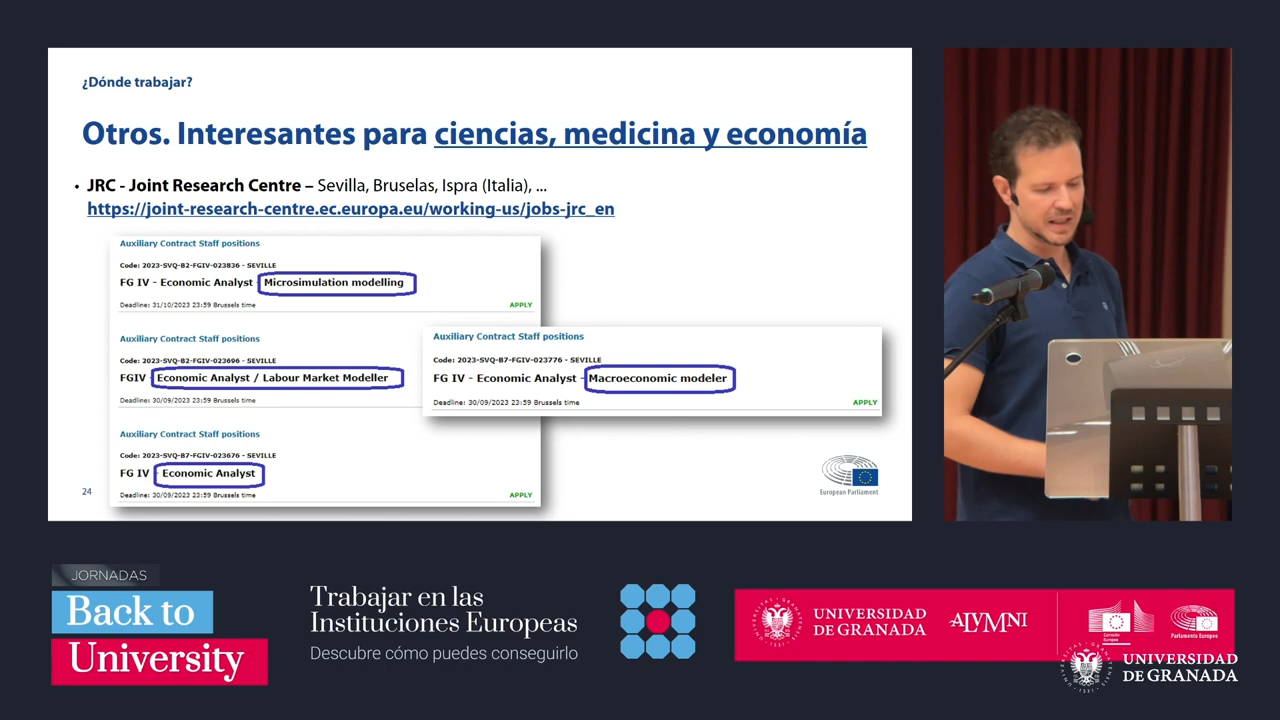 ¿Dónde trabajar?
Otros. Interesantes para ciencias, medicina y economía
• JRC - Joint Research Centre – Sevilla, Bruselas, Ispra (Italia), ...
https://joint-research-centre.ec.europa.eu/working-us/jobs-jrc_en
Auxiliary Contract Staff positions
Code: 2023-SVQ-B2-FGIV-023836 - SEVILLE
FG IV - Economic Analyst - Microsimulation modelling
Deadline: 31/10/2023 23:59 Brussels time
APPLY
Auxiliary Contract Staff positions
Code: 2023-SVQ-B2-FGIV-023696 - SEVILLE
FGIV - Economic Analyst / Labour Market Modeller
Deadline: 30/09/2023 23:59 Brussels time
Auxiliary Contract Staff positions
Code: 2023-SVQ-B7-FGIV-023676 - SEVILLE
FG IV - Economic Analyst
Deadline: 30/09/2023 23:59 Brussels time
APPLY
Auxiliary Contract Staff positions
Code: 2023-SVQ-B7-FGIV-023776 - SEVILLE
FG IV - Economic Analyst - Macroeconomic modeler
Deadline: 30/09/2023 23:59 Brussels time
APPLY
24
European Parliament
JORNADAS
Back to
University
Trabajar en las
Instituciones Europeas
Descubre cómo puedes conseguirlo
UNIVERSIDAD
DE GRANADA
ALVMNI
Comisión
Europea
Parlamento Europeo
UNIVERSIDAD
DE GRANADA